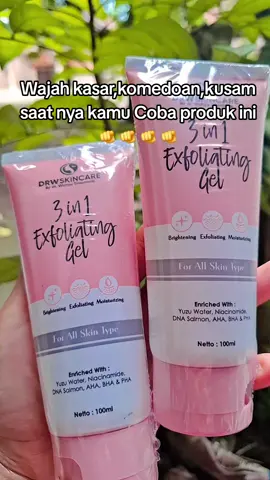 Wajah kasar,komedoan,kusam
saat nya kamu Coba produk ini
DRWSKINCARE
3 in 1
Exfoliating
Gel
Brightening Exfoliating Moisturizing
For All Skin Type
Enriched With :
Yuzu Water, Niacinamide,
DNA Salmon, AHA, BHA & PHA
Netto : 100ml
3 in 1
Exfoliating
Gel
Brightening Exfoliating Moisturizing
For All Skin Type
Enriched With :
Yuzu Water, Niacinamide,
DNA Salmon, AHA, BHA & PHA
Netto : 100ml